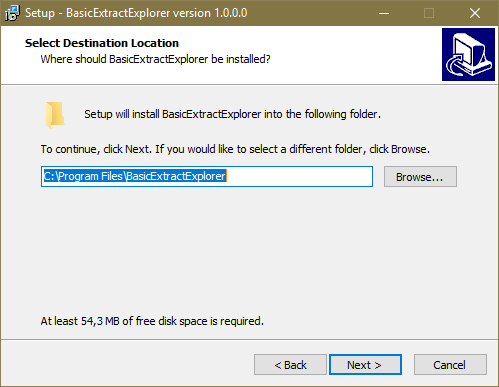 Setup - BasicExtractExplorer version 1.0.0.0
Select Destination Location
Where should BasicExtractExplorer be installed?
Setup will install BasicExtractExplorer into the following folder.
To continue, click Next. If you would like to select a different folder, click Browse.
C:\Program Files\BasicExtractExplorer
Browse...
At least 54,3 MB of free disk space is required.
< Back
Next >
Cancel